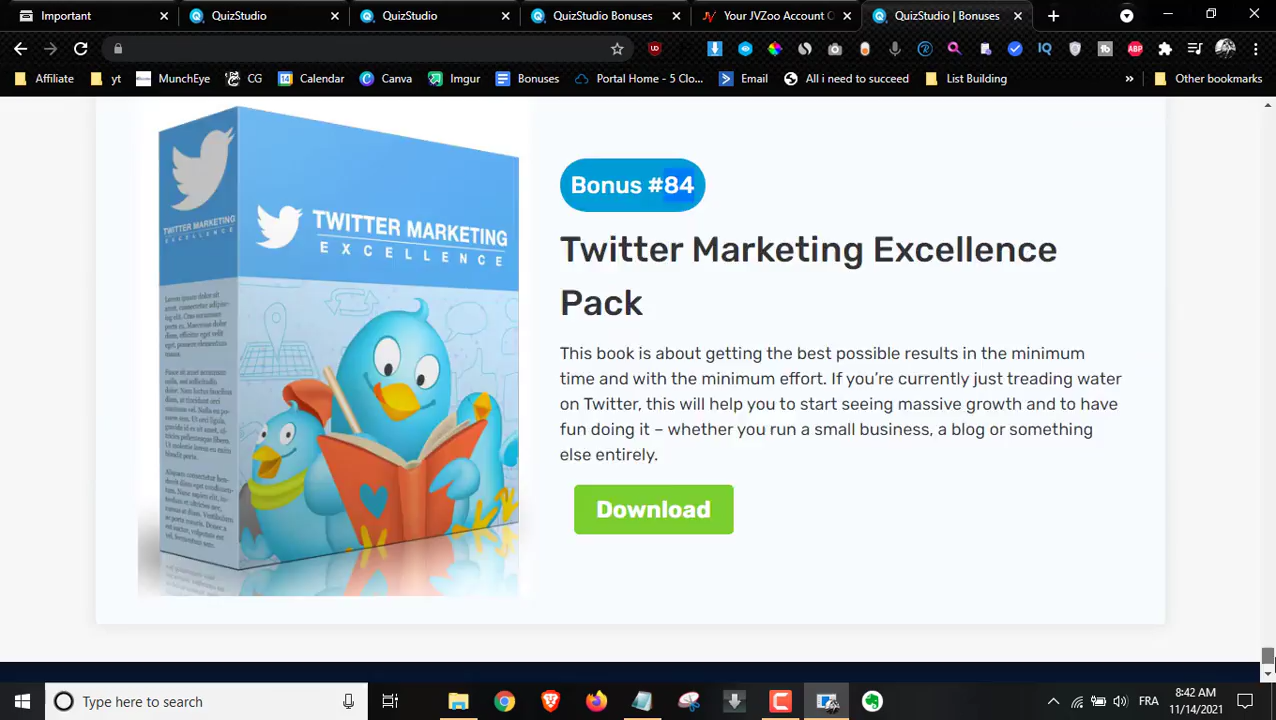 Important
QuizStudio
QuizStudio
QuizStudio Bonuses
Your JVZoo Account O
QuizStudio | Bonuses
Affiliate
yt
MunchEye
CG
Calendar
Canva
Imgur
Bonuses
Portal Home - 5 Clo...
Email
All i need to succeed
List Building
»
Other bookmarks
TWITTER MARKETING
EXCELLENCE
TWITTER MARKETING
EXCELLENCE
Bonus #84
Twitter Marketing Excellence
Pack
This book is about getting the best possible results in the minimum
time and with the minimum effort. If you're currently just treading water
on Twitter, this will help you to start seeing massive growth and to have
fun doing it – whether you run a small business, a blog or something
else entirely.
Download
Type here to search
FRA
8:42 AM
11/14/2021